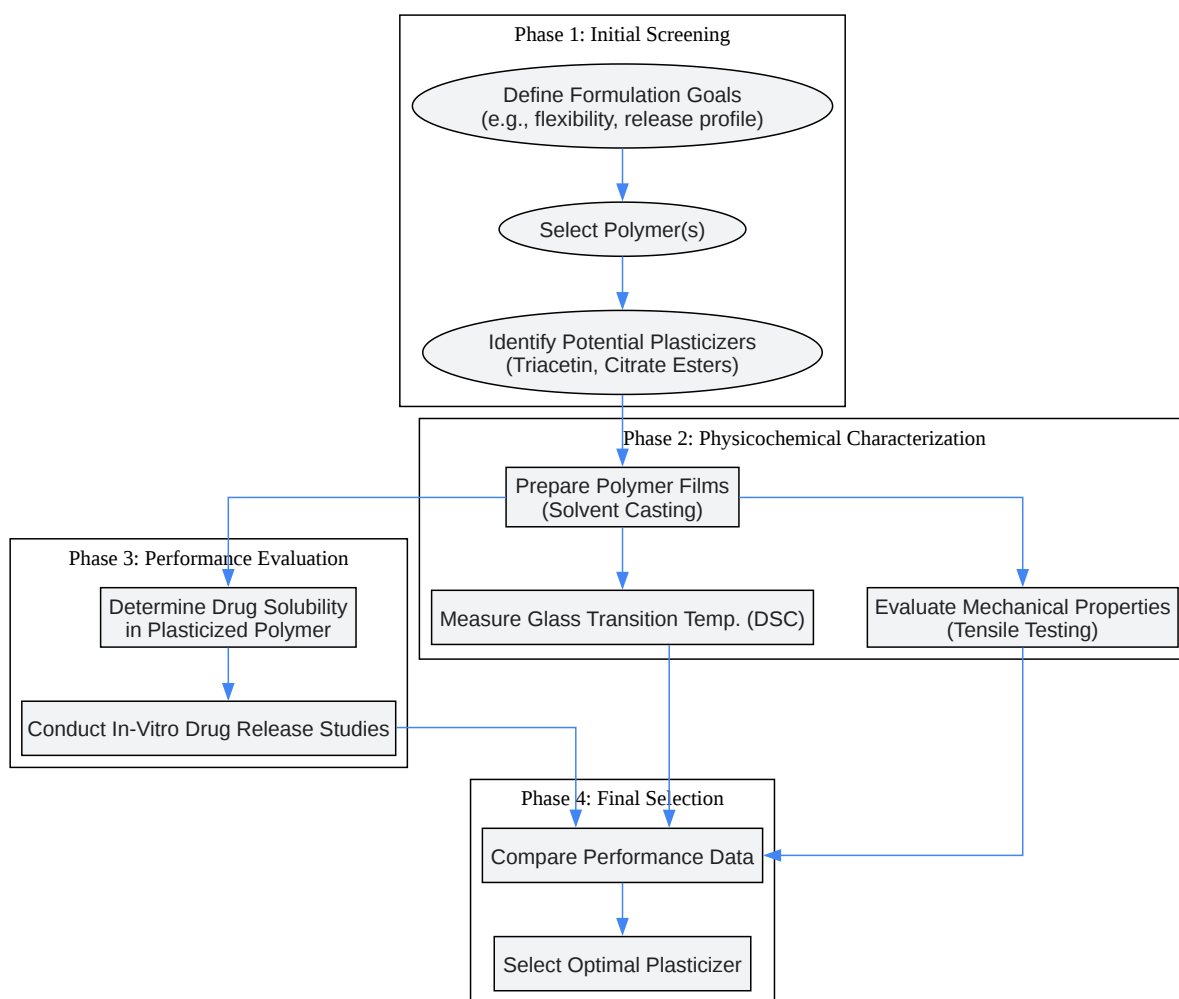 Phase 1: Initial Screening
Define Formulation Goals
(e.g., flexibility, release profile)
Select Polymer(s)
Identify Potential Plasticizers
(Triacetin, Citrate Esters)
Phase 2: Physicochemical Characterization
Prepare Polymer Films
(Solvent Casting)
Measure Glass Transition Temp. (DSC)
Evaluate Mechanical Properties
(Tensile Testing)
Phase 3: Performance Evaluation
Determine Drug Solubility
in Plasticized Polymer
Conduct In-Vitro Drug Release Studies
Phase 4: Final Selection
Compare Performance Data
Select Optimal Plasticizer